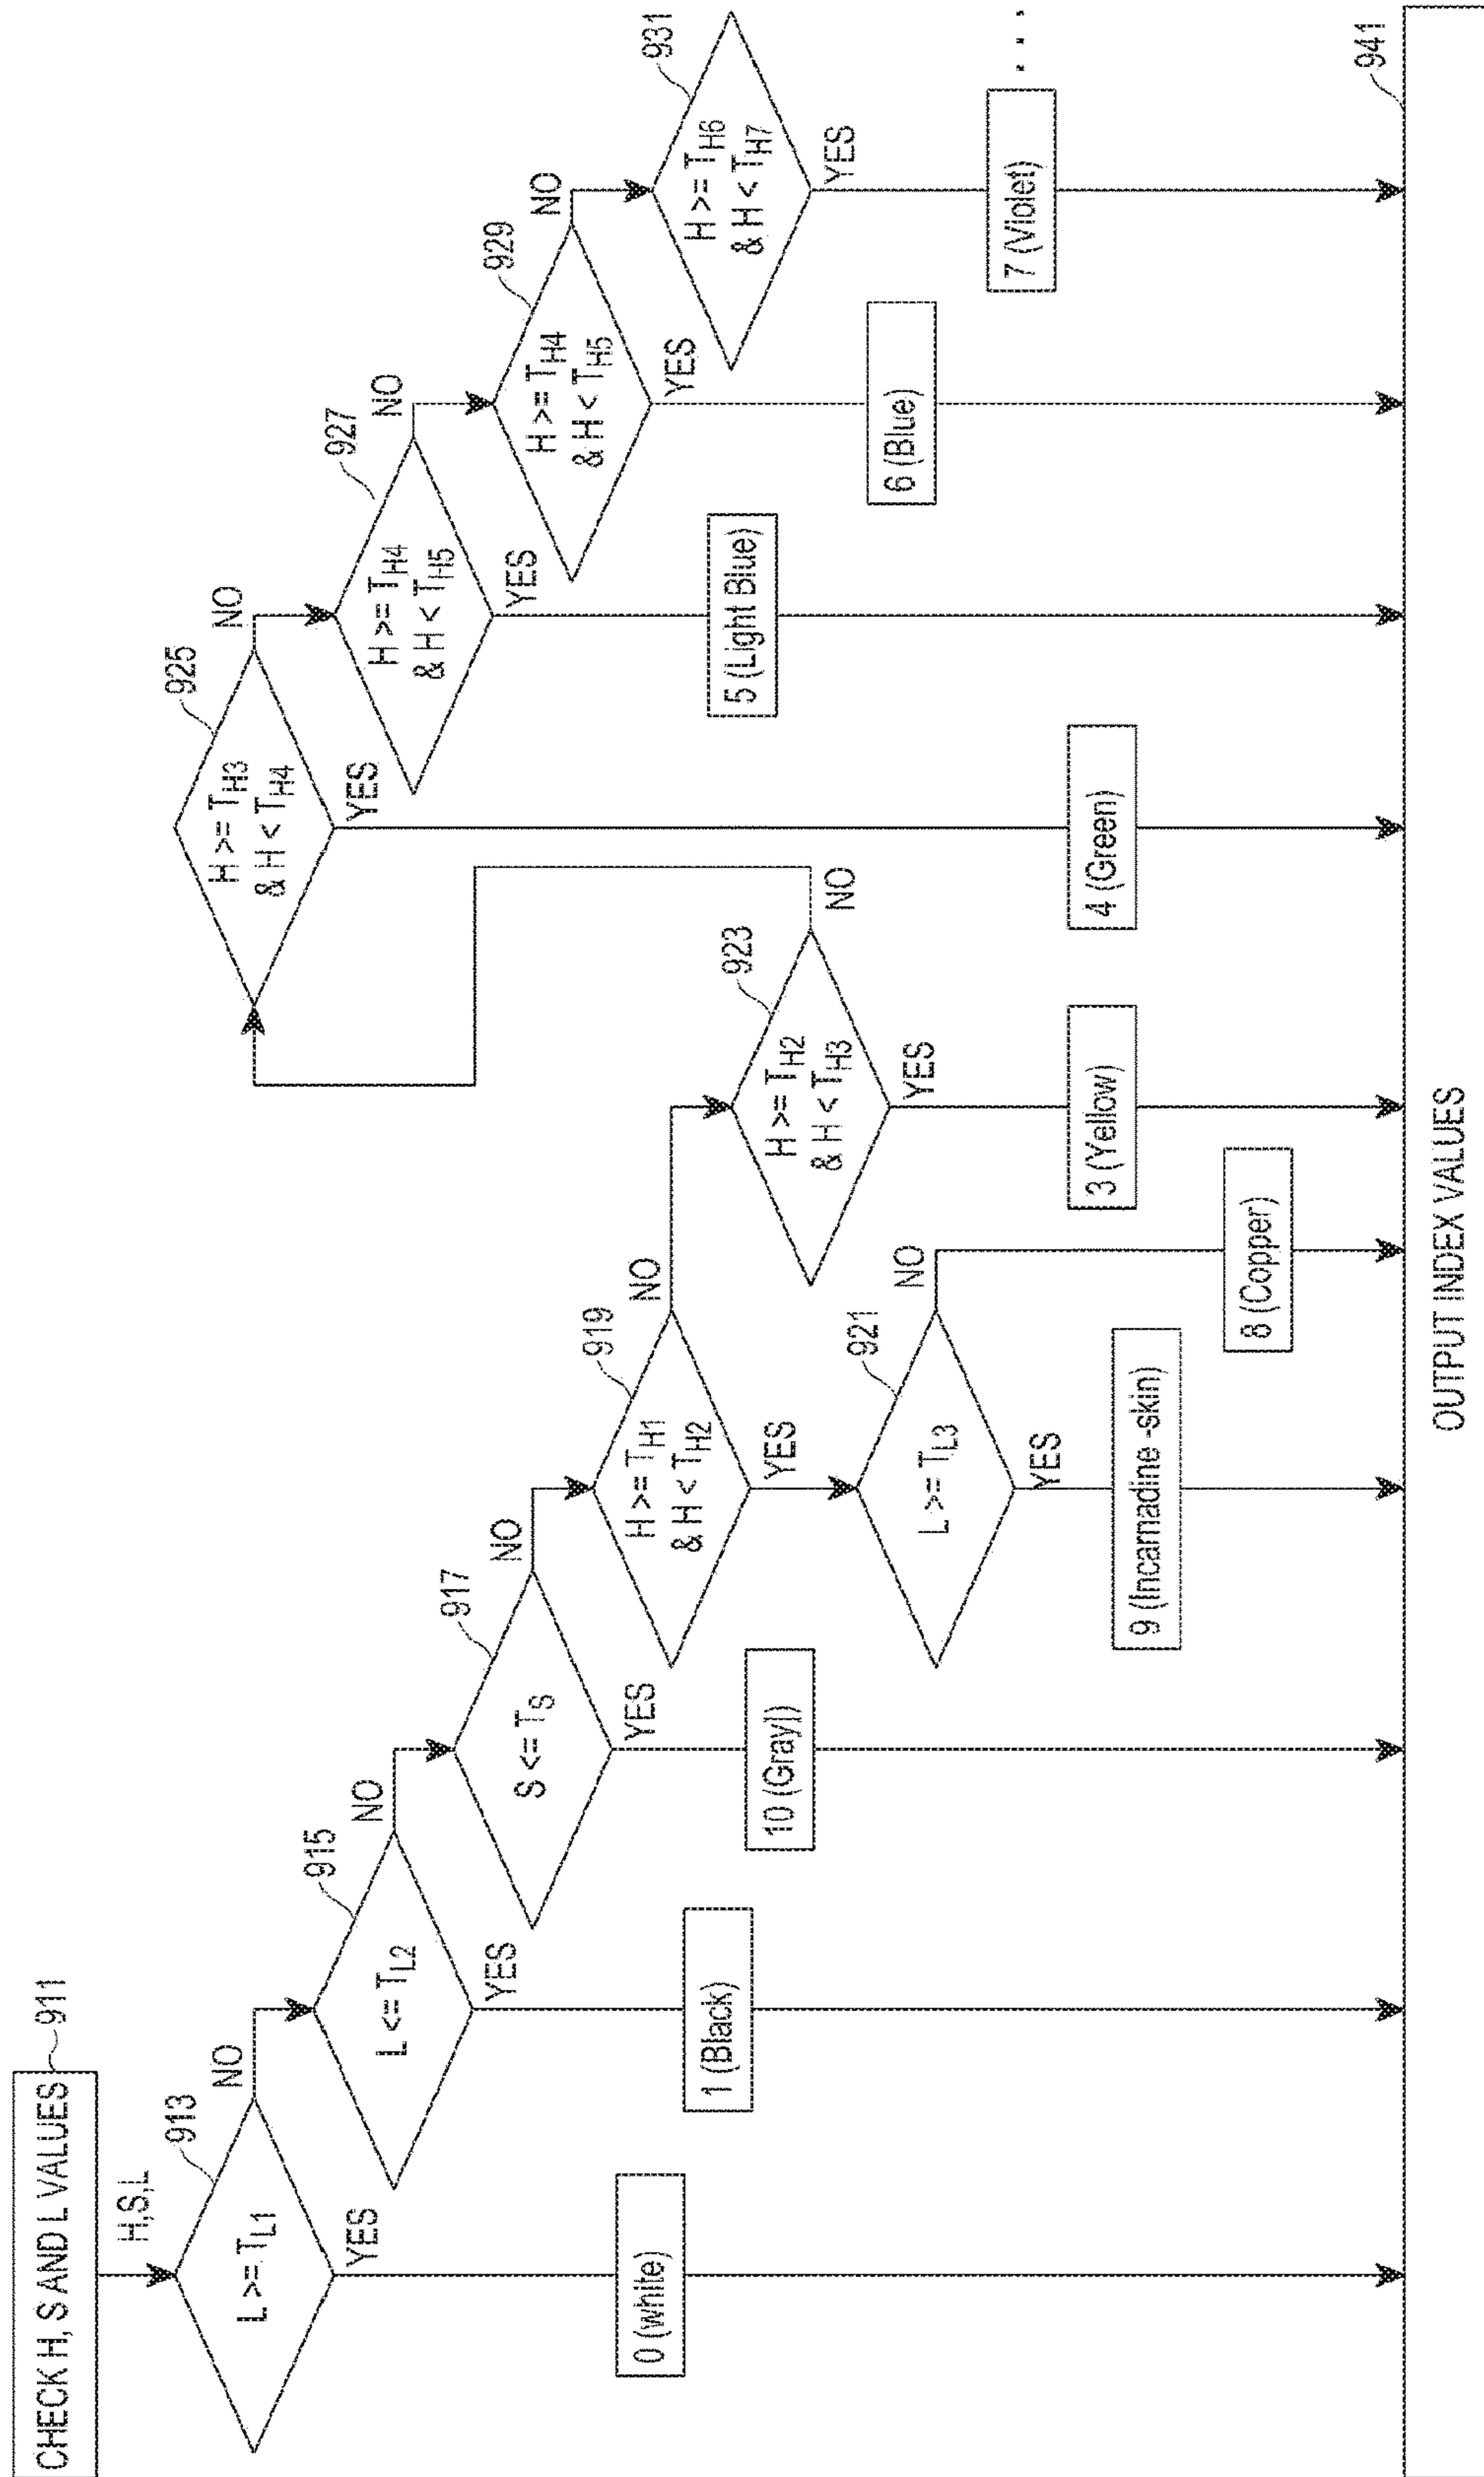 CHECK H, S AND L VALUES
911
H,S,L
913
L >= TL1
NO
YES
0 (white)
915
L <= TL2
NO
YES
1 (Black)
917
S <= TS
NO
YES
10 (Gray|)
919
H >= TH1
& H < TH2
NO
YES
921
L >= TL3
NO
YES
9 (Incarnadine -skin)
8 (Copper)
923
H >= TH2
& H < TH3
NO
YES
3 (Yellow)
925
H >= TH3
& H < TH4
NO
YES
4 (Green)
927
H >= TH4
& H < TH5
NO
YES
5 (Light Blue)
929
H >= TH4
& H < TH5
NO
YES
6 (Blue)
931
H >= TH6
& H < TH7
YES
7 (Violet)
...
941
OUTPUT INDEX VALUES